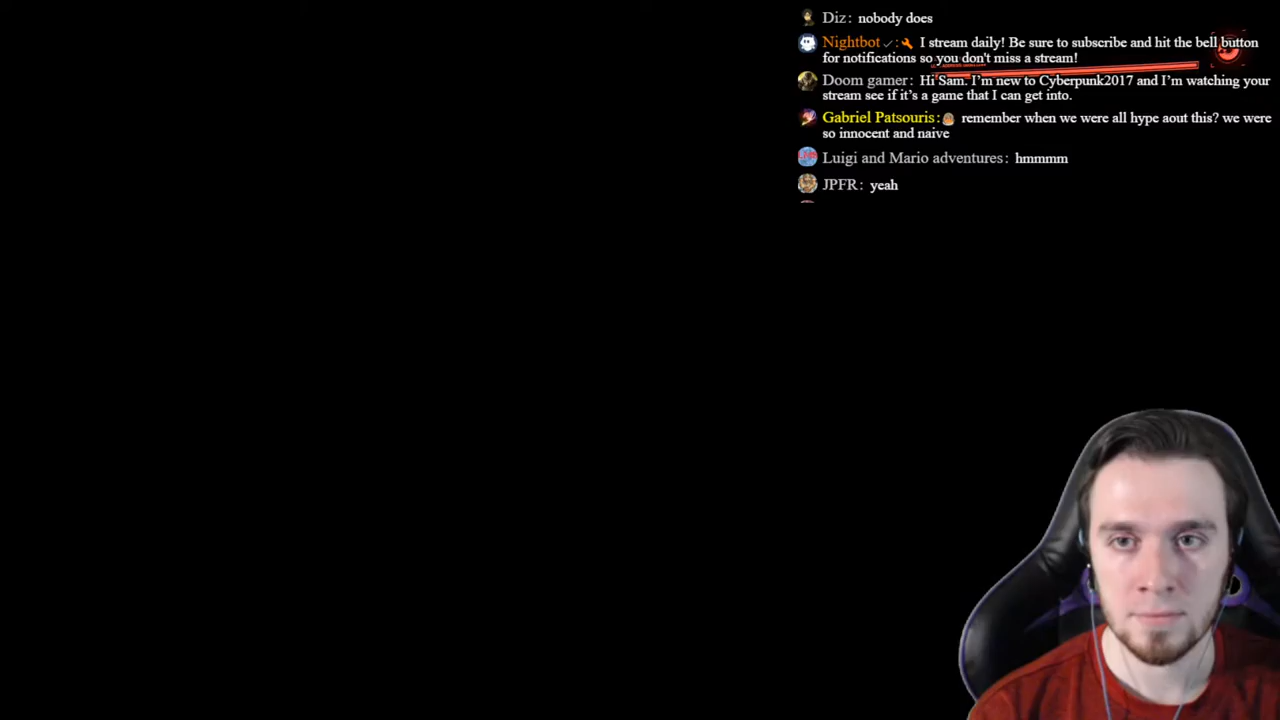 Diz: nobody does
Nightbot: I stream daily! Be sure to subscribe and hit the bell button
for notifications so you don't miss a stream!
Doom gamer: Hi Sam. I'm new to Cyberpunk2017 and I'm watching your
stream see if it's a game that I can get into.
Gabriel Patsouris: remember when we were all hype aout this? we were
so innocent and naive
Luigi and Mario adventures: hmmmm
JPFR: yeah